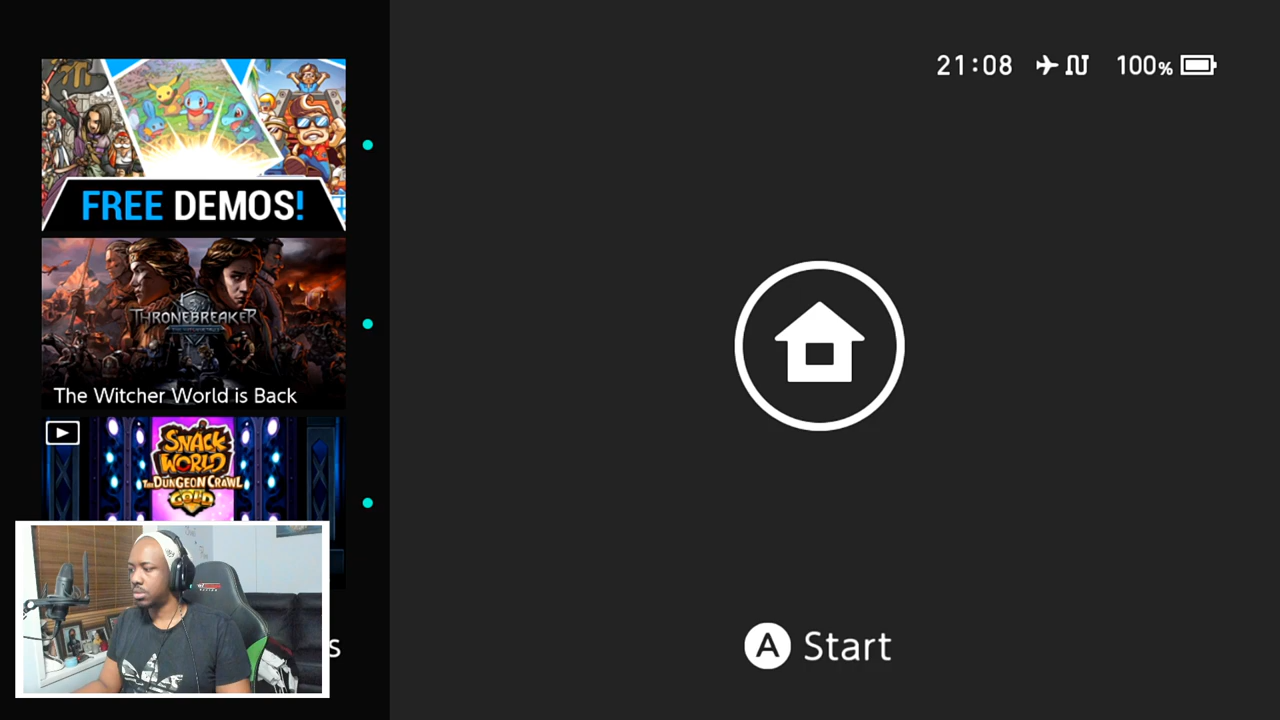 21:08
100%
FREE DEMOS!
THRONEBREAKER
The Witcher World is Back
SNACK
WORLD
THE DUNGEON CRAWL
GOLD
s
A Start